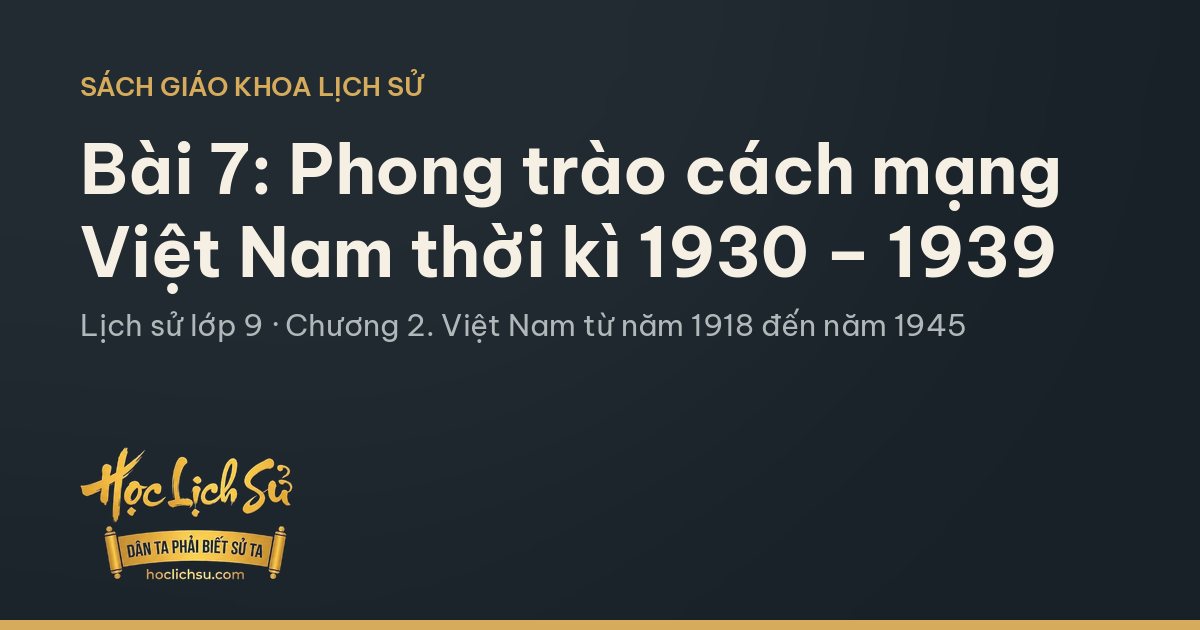 SÁCH GIÁO KHOA LỊCH SỬ
Bài 7: Phong trào cách mạng
Việt Nam thời kì 1930 – 1939
Lịch sử lớp 9 · Chương 2. Việt Nam từ năm 1918 đến năm 1945
Học Lịch Sử
DÂN TA PHẢI BIẾT SỬ TA
hoclichsu.com